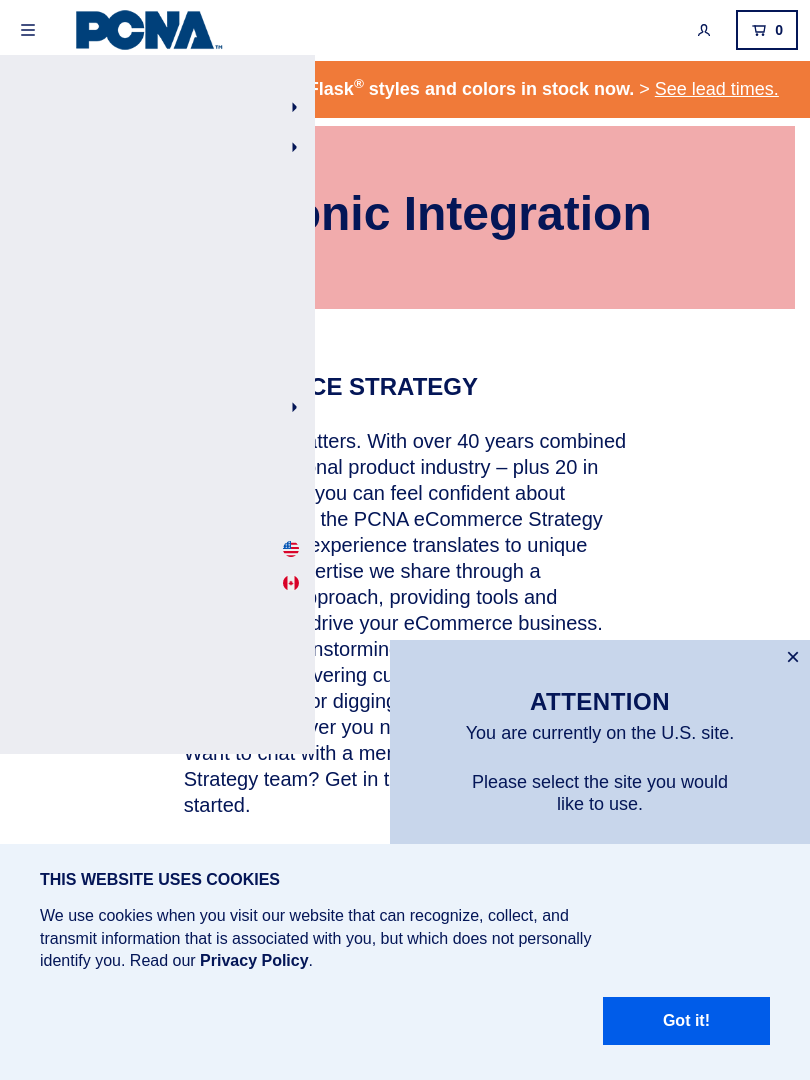 PCNA™
0
Flask® styles and colors in stock now. > See lead times.
onic Integration
CE STRATEGY
atters. With over 40 years combined
onal product industry – plus 20 in
you can feel confident about
the PCNA eCommerce Strategy
experience translates to unique
ertise we share through a
pproach, providing tools and
drive your eCommerce business.
instorming
vering cu
or digging
ver you n
Want to chat with a mer
Strategy team? Get in t
started.
×
ATTENTION
You are currently on the U.S. site.
Please select the site you would
like to use.
THIS WEBSITE USES COOKIES
We use cookies when you visit our website that can recognize, collect, and
transmit information that is associated with you, but which does not personally
identify you. Read our Privacy Policy.
Got it!